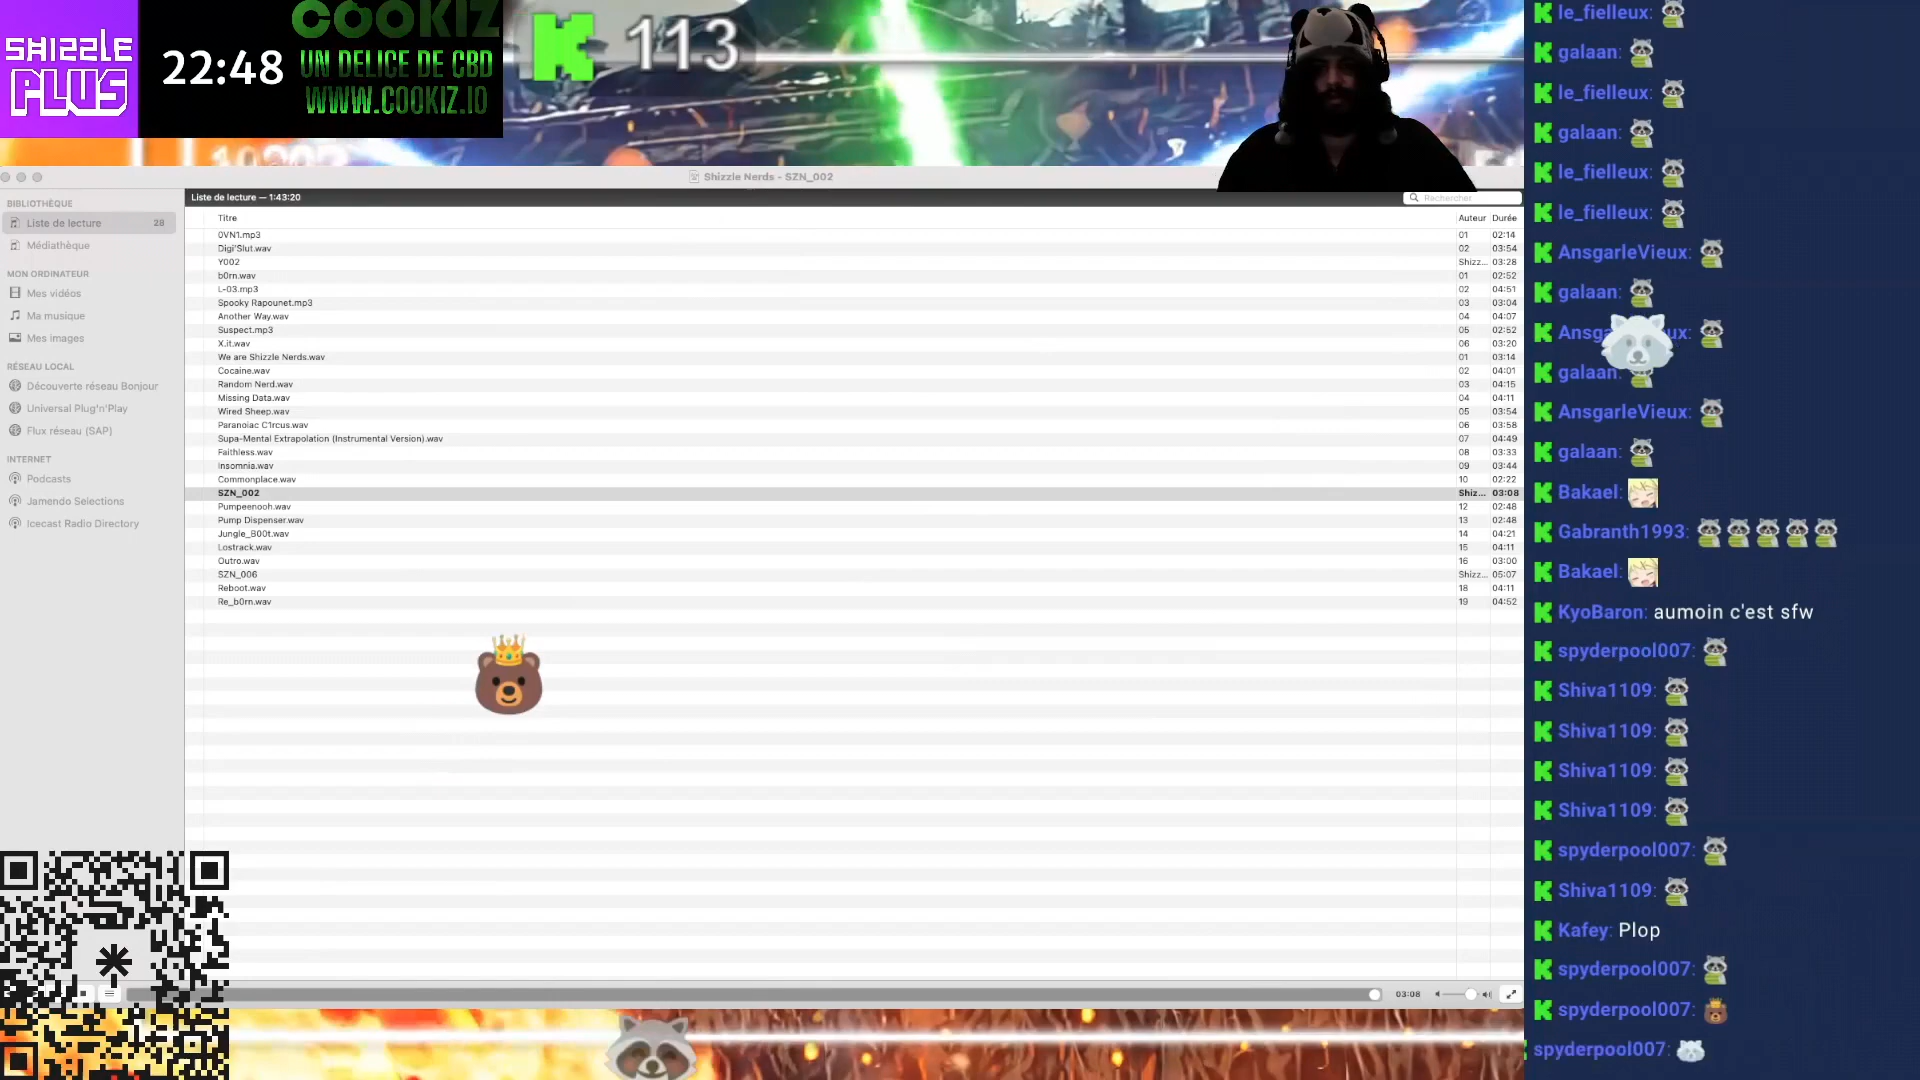 SHIZZLE
PLUS
22:48
COOKIZ
UN DELICE DE CBD
WWW.COOKIZ.IO
113
Shizzle Nerds - SZN_002
BIBLIOTHÈQUE
Liste de lecture 28
Médiathèque
MON ORDINATEUR
Mes vidéos
Ma musique
Mes images
RÉSEAU LOCAL
Découverte réseau Bonjour
Universal Plug'n'Play
Flux réseau (SAP)
INTERNET
Podcasts
Jamendo Selections
Icecast Radio Directory
Liste de lecture — 1:43:20
Rechercher
Titre Auteur Durée
0VN1.mp3 01 02:14
Digi'Slut.wav 02 03:54
Y002 Shizz... 03:28
b0rn.wav 01 02:52
L-03.mp3 02 04:51
Spooky Rapounet.mp3 03 03:04
Another Way.wav 04 04:07
Suspect.mp3 05 02:52
X.it.wav 06 03:20
We are Shizzle Nerds.wav 01 03:14
Cocaine.wav 02 04:01
Random Nerd.wav 03 04:15
Missing Data.wav 04 04:11
Wired Sheep.wav 05 03:54
Paranoiac C1rcus.wav 06 03:58
Supa-Mental Extrapolation (Instrumental Version).wav 07 04:49
Faithless.wav 08 03:33
Insomnia.wav 09 03:44
Commonplace.wav 10 02:22
SZN_002 Shiz... 03:08
Pumpeenooh.wav 12 02:48
Pump Dispenser.wav 13 02:48
Jungle_B00t.wav 14 04:21
Lostrack.wav 15 04:11
Outro.wav 16 03:00
SZN_006 Shizz... 05:07
Reboot.wav 18 04:11
Re_b0rn.wav 19 04:52
03:08
le_fielleux:
galaan:
le_fielleux:
galaan:
le_fielleux:
le_fielleux:
AnsgarleVieux:
galaan:
Ansga ux:
galaan:
AnsgarleVieux:
galaan:
Bakael:
Gabranth1993:
Bakael:
KyoBaron: aumoin c'est sfw
spyderpool007:
Shiva1109:
Shiva1109:
Shiva1109:
Shiva1109:
spyderpool007:
Shiva1109:
Kafey: Plop
spyderpool007:
spyderpool007:
spyderpool007: